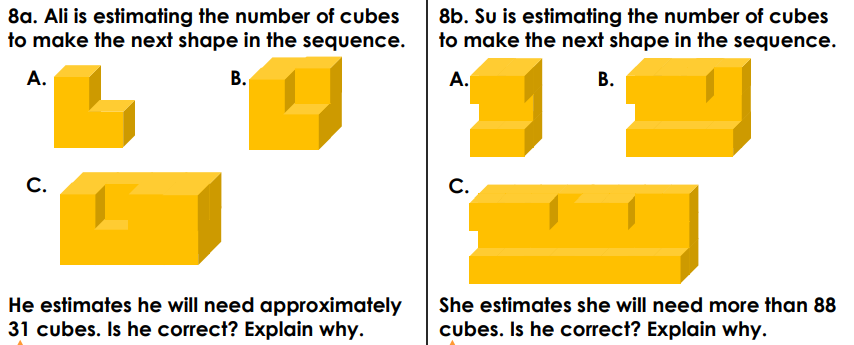 8a. Ali is estimating the number of cubes
to make the next shape in the sequence.
A.
B.
C.
He estimates he will need approximately
31 cubes. Is he correct? Explain why.
8b. Su is estimating the number of cubes
to make the next shape in the sequence.
A.
B.
C.
She estimates she will need more than 88
cubes. Is he correct? Explain why.